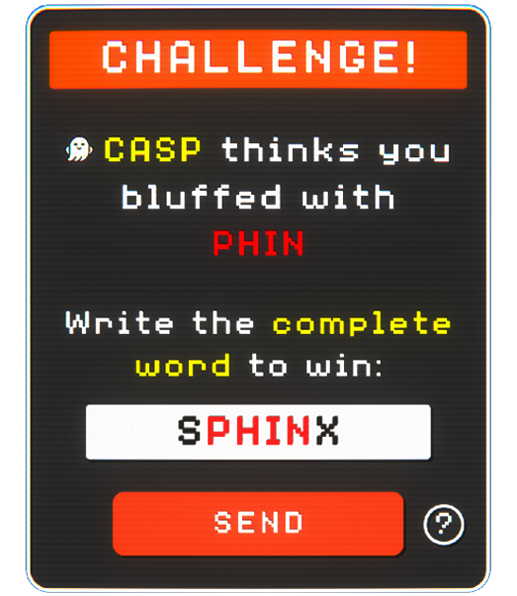 CHALLENGE!
CASP thinks you
bluffed with
PHIN
Write the complete
word to win:
SPHINX
SEND
?